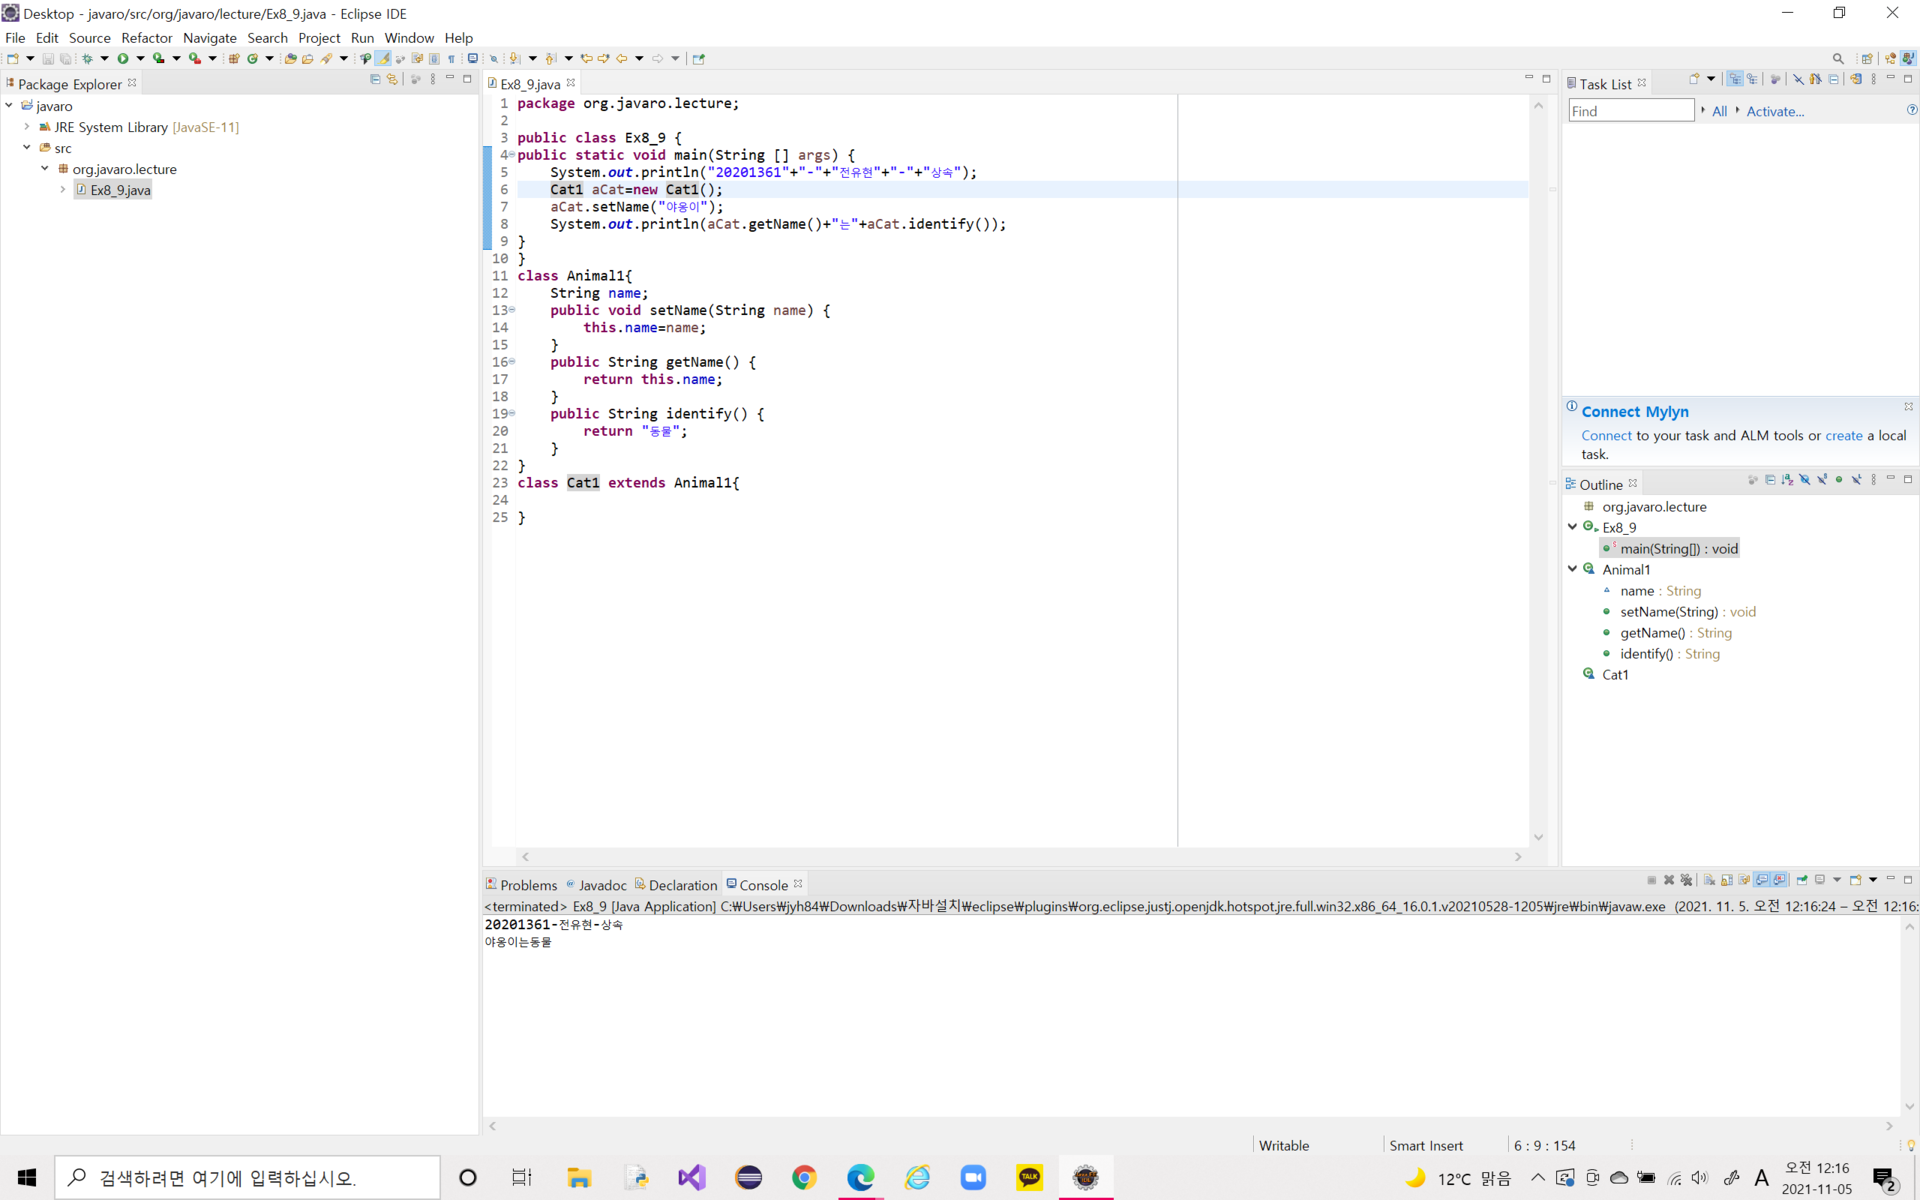 Desktop - javaro/src/org/javaro/lecture/Ex8_9.java - Eclipse IDE
File Edit Source Refactor Navigate Search Project Run Window Help
Package Explorer
javaro
JRE System Library [JavaSE-11]
src
org.javaro.lecture
Ex8_9.java
Ex8_9.java
1 package org.javaro.lecture;
2
3 public class Ex8_9 {
4 public static void main(String [] args) {
5 System.out.println("20201361"+"-"+"전유현"+"-"+"상속");
6 Cat1 aCat=new Cat1();
7 aCat.setName("야옹이");
8 System.out.println(aCat.getName()+"는"+aCat.identify());
9 }
10 }
11 class Animal1{
12 String name;
13 public void setName(String name) {
14 this.name=name;
15 }
16 public String getName() {
17 return this.name;
18 }
19 public String identify() {
20 return "동물";
21 }
22 }
23 class Cat1 extends Animal1{
24
25 }
Task List
Find All Activate...
Connect Mylyn
Connect to your task and ALM tools or create a local
task.
Outline
org.javaro.lecture
Ex8_9
main(String[]) : void
Animal1
name : String
setName(String) : void
getName() : String
identify() : String
Cat1
Problems Javadoc Declaration Console
<terminated> Ex8_9 [Java Application] C:₩Users₩jyh84₩Downloads₩자바설치₩eclipse₩plugins₩org.eclipse.justj.openjdk.hotspot.jre.full.win32.x86_64_16.0.1.v20210528-1205₩jre₩bin₩javaw.exe (2021. 11. 5. 오전 12:16:24 – 오전 12:16:
20201361-전유현-상속
야옹이는동물
Writable Smart Insert 6 : 9 : 154
검색하려면 여기에 입력하십시오.
TALK
12°C 맑음
A
오전 12:16
2021-11-05
2